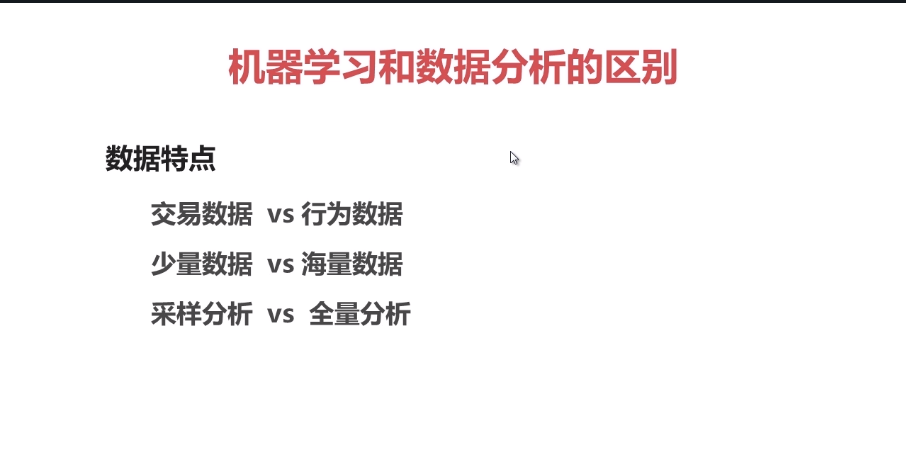 机器学习和数据分析的区别
数据特点
交易数据 vs 行为数据
少量数据 vs 海量数据
采样分析 vs 全量分析